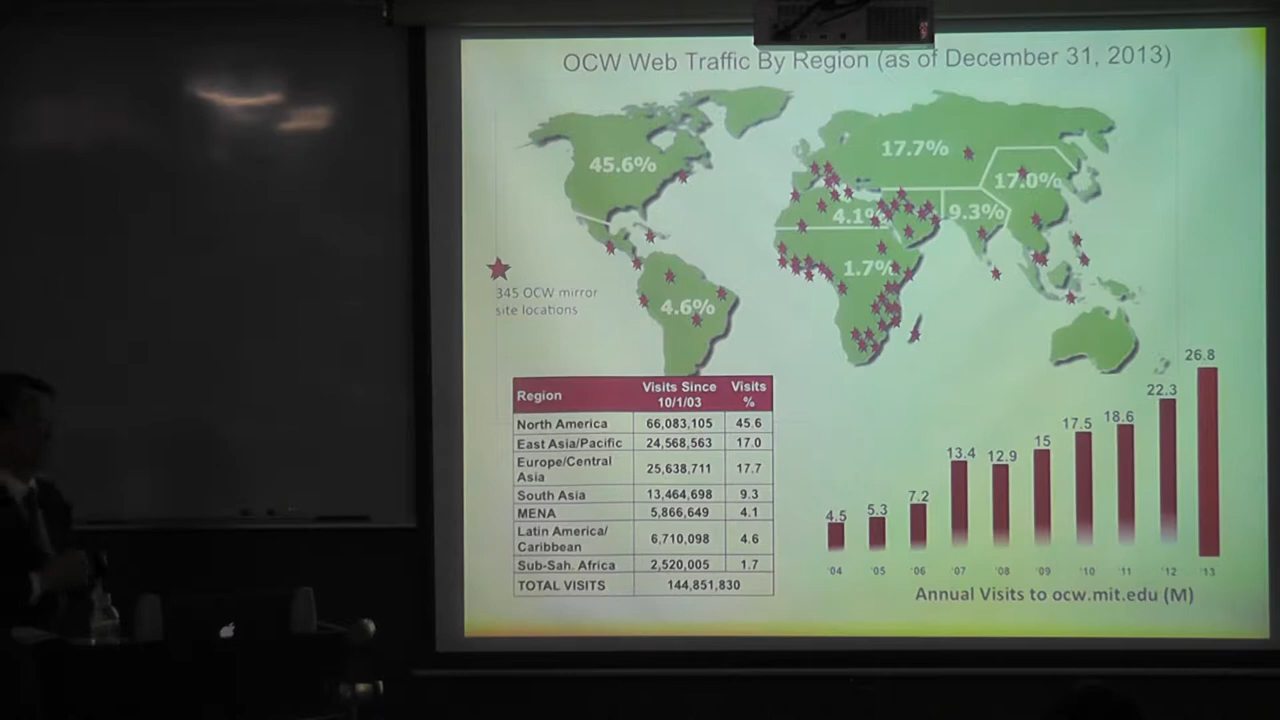 OCW Web Traffic By Region (as of December 31, 2013)
45.6%
17.7%
17.0%
4.1%
9.3%
1.7%
4.6%
345 OCW mirror
site locations
Region Visits Since 10/1/03 Visits %
North America 66,083,105 45.6
East Asia/Pacific 24,568,563 17.0
Europe/Central Asia 25,638,711 17.7
South Asia 13,464,698 9.3
MENA 5,866,649 4.1
Latin America/ Caribbean 6,710,098 4.6
Sub-Sah. Africa 2,520,005 1.7
TOTAL VISITS 144,851,830
4.5 5.3 7.2 13.4 12.9 15 17.5 18.6 22.3 26.8
'04 '05 '06 '07 '08 '09 '10 '11 '12 '13
Annual Visits to ocw.mit.edu (M)